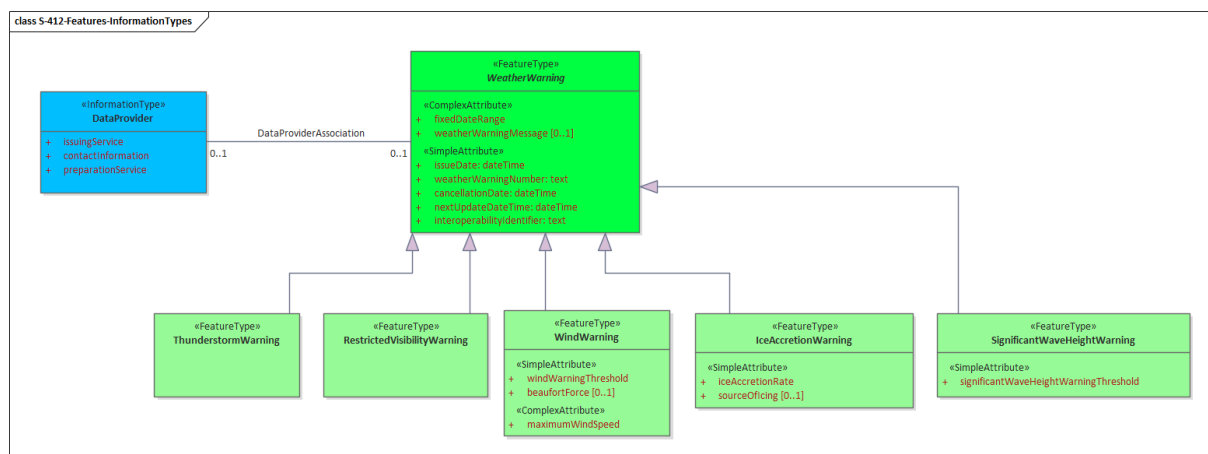 class S-412-Features-InformationTypes
«InformationType»
DataProvider
+ issuingService
+ contactInformation
+ preparationService
DataProviderAssociation
0..1
0..1
«FeatureType»
WeatherWarning
«ComplexAttribute»
+ fixedDateRange
+ weatherWarningMessage [0..1]
«SimpleAttribute»
+ issueDate: dateTime
+ weatherWarningNumber: text
+ cancellationDate: dateTime
+ nextUpdateDateTime: dateTime
+ interoperabilityIdentifier: text
«FeatureType»
ThunderstormWarning
«FeatureType»
RestrictedVisibilityWarning
«FeatureType»
WindWarning
«SimpleAttribute»
+ windWarningThreshold
+ beaufortForce [0..1]
«ComplexAttribute»
+ maximumWindSpeed
«FeatureType»
IceAccretionWarning
«SimpleAttribute»
+ iceAccretionRate
+ sourceOfIcing [0..1]
«FeatureType»
SignificantWaveHeightWarning
«SimpleAttribute»
+ significantWaveHeightWarningThreshold